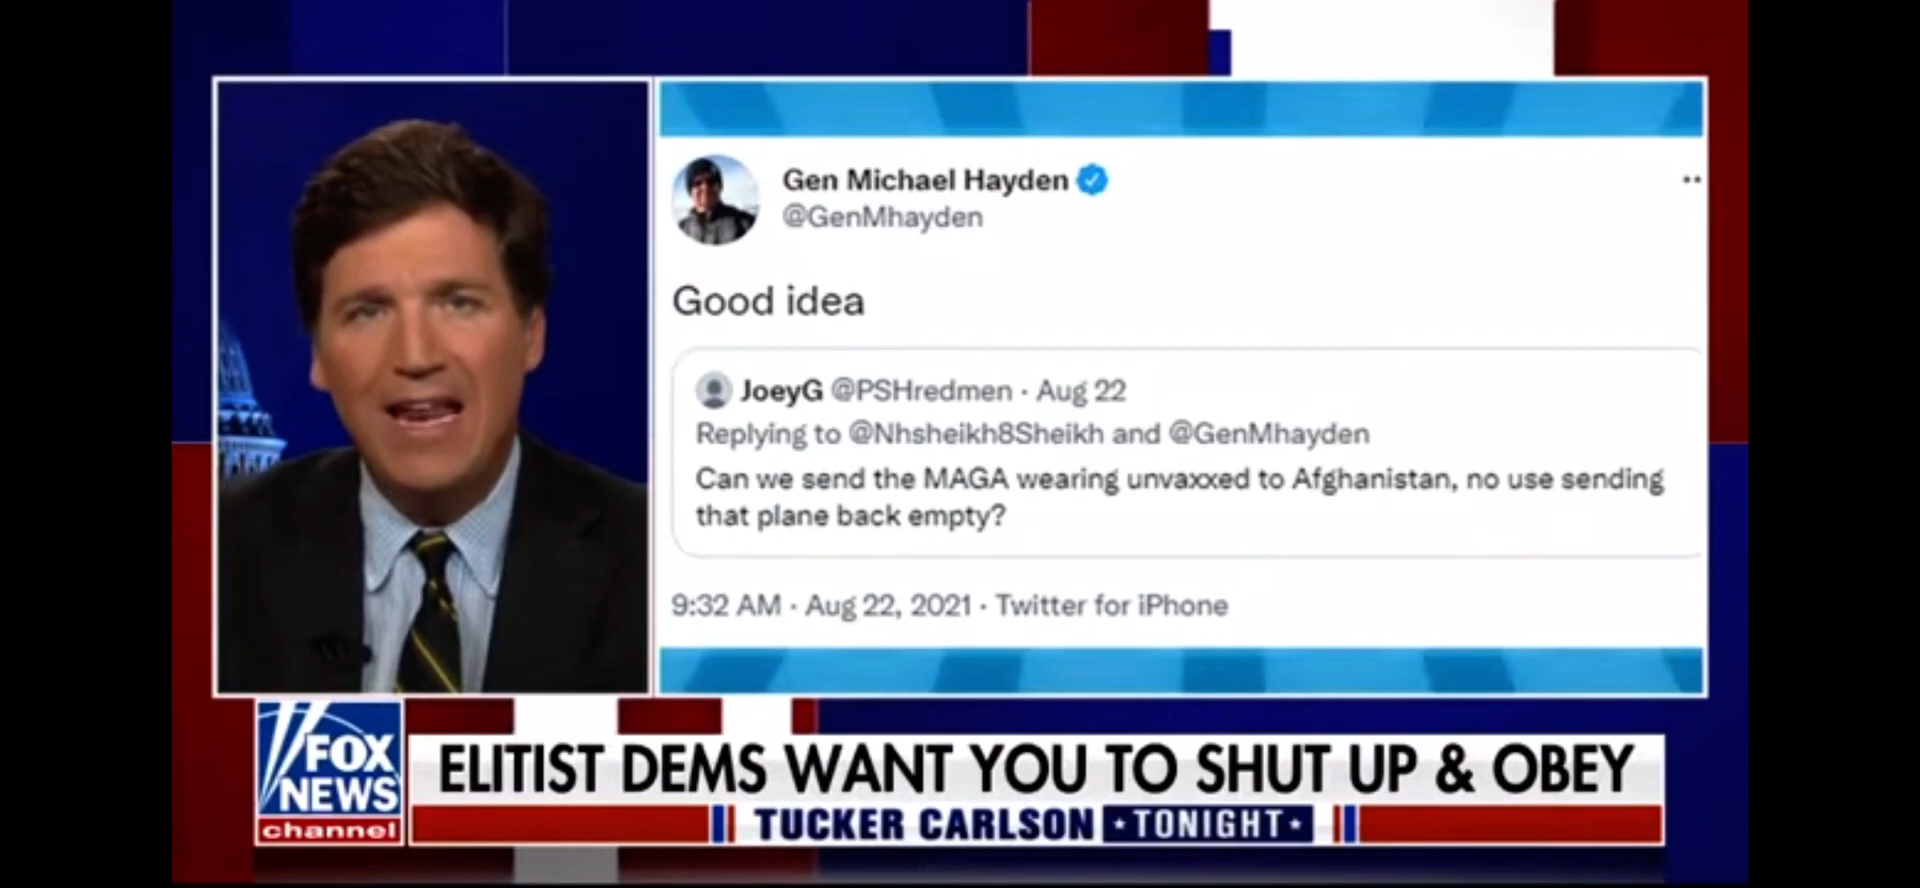 Gen Michael Hayden
@GenMhayden
Good idea
JoeyG @PSHredmen · Aug 22
Replying to @Nhsheikh8Sheikh and @GenMhayden
Can we send the MAGA wearing unvaxxed to Afghanistan, no use sending
that plane back empty?
9:32 AM · Aug 22, 2021 · Twitter for iPhone
FOX
NEWS
channel
ELITIST DEMS WANT YOU TO SHUT UP & OBEY
TUCKER CARLSON TONIGHT